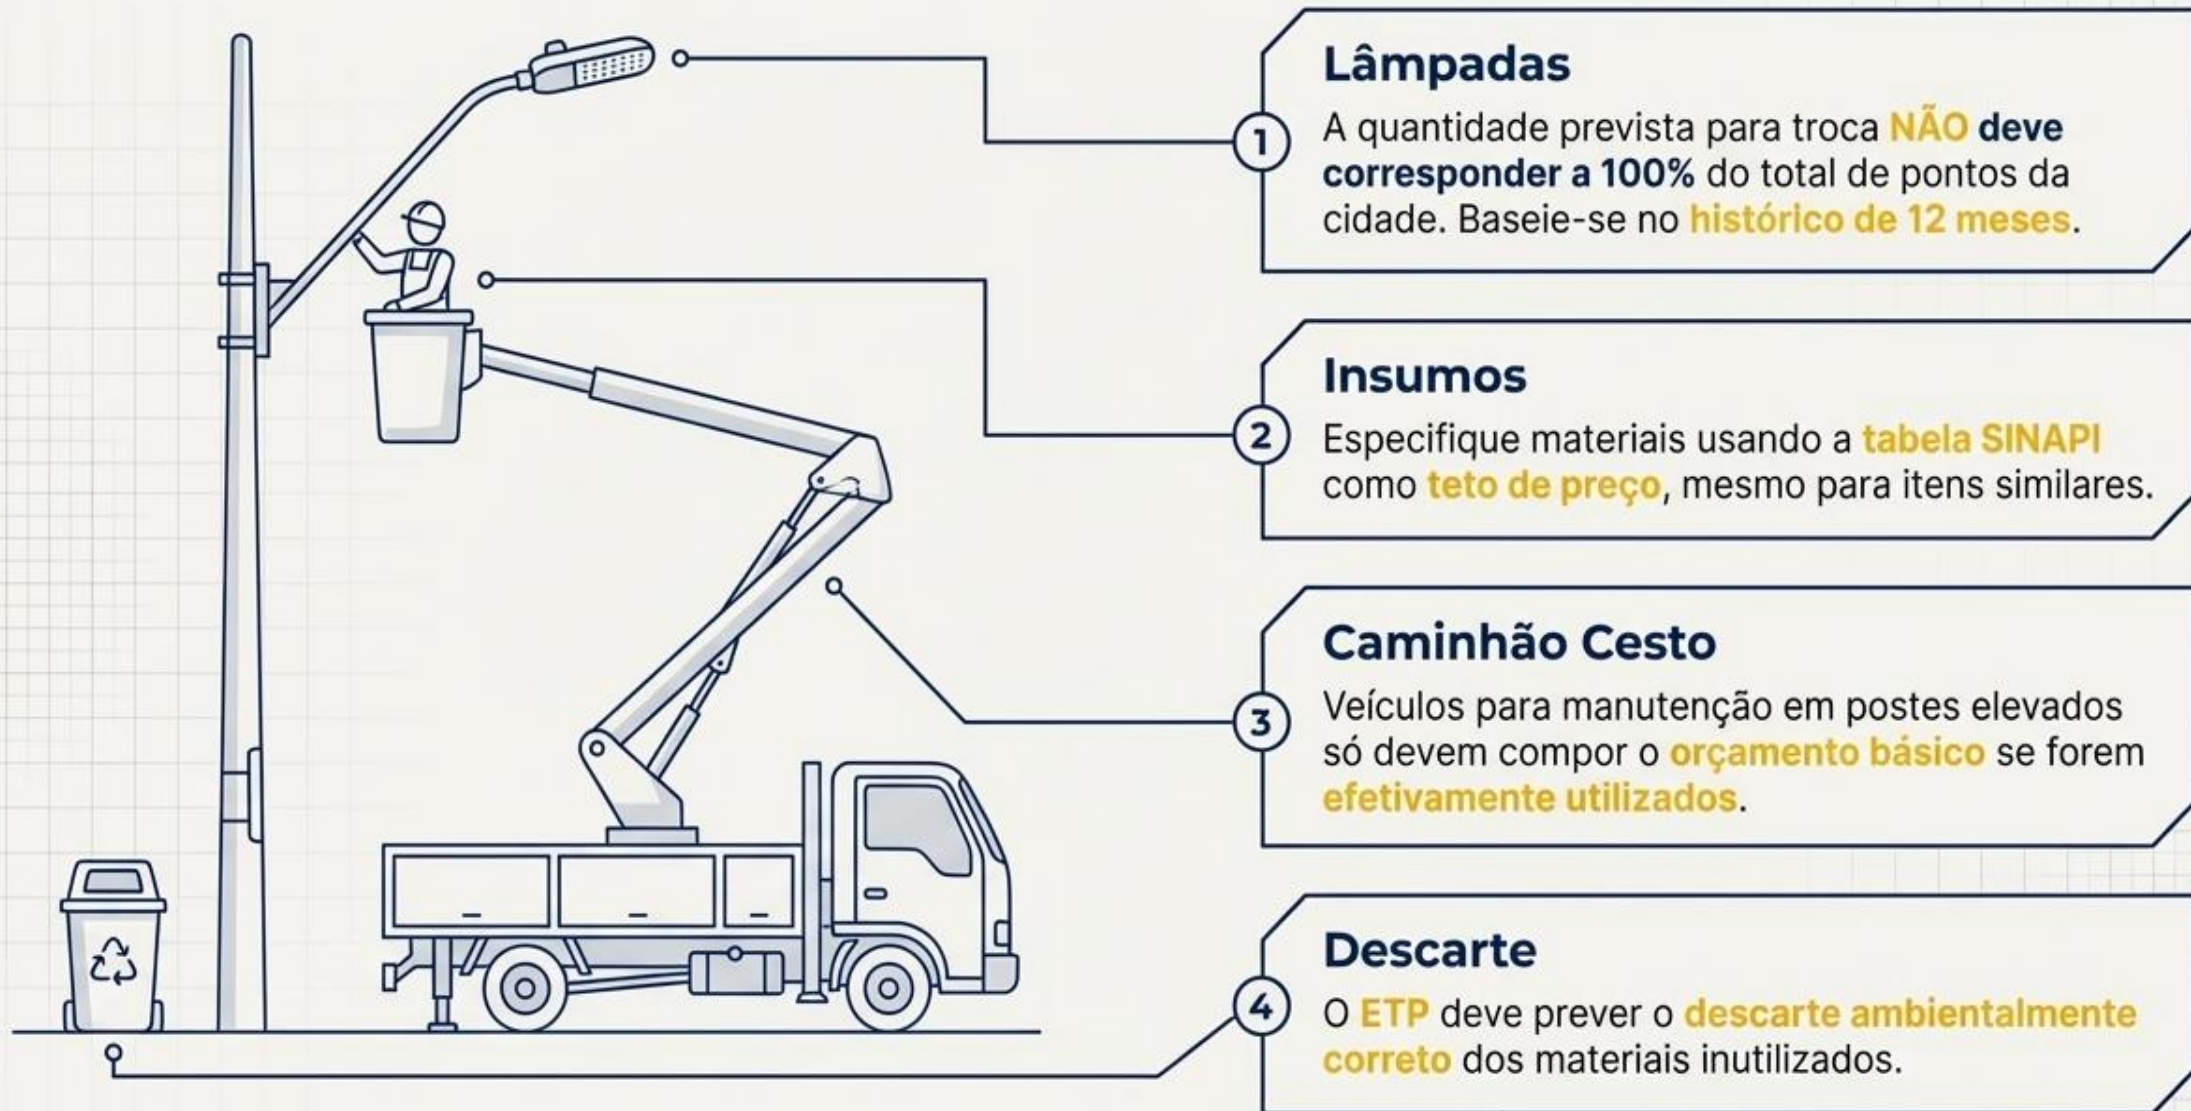 Lâmpadas
1
A quantidade prevista para troca NÃO deve
corresponder a 100% do total de pontos da
cidade. Baseie-se no histórico de 12 meses.
Insumos
2
Especifique materiais usando a tabela SINAPI
como teto de preço, mesmo para itens similares.
Caminhão Cesto
3
Veículos para manutenção em postes elevados
só devem compor o orçamento básico se forem
efetivamente utilizados.
Descarte
4
O ETP deve prever o descarte ambientalmente
correto dos materiais inutilizados.